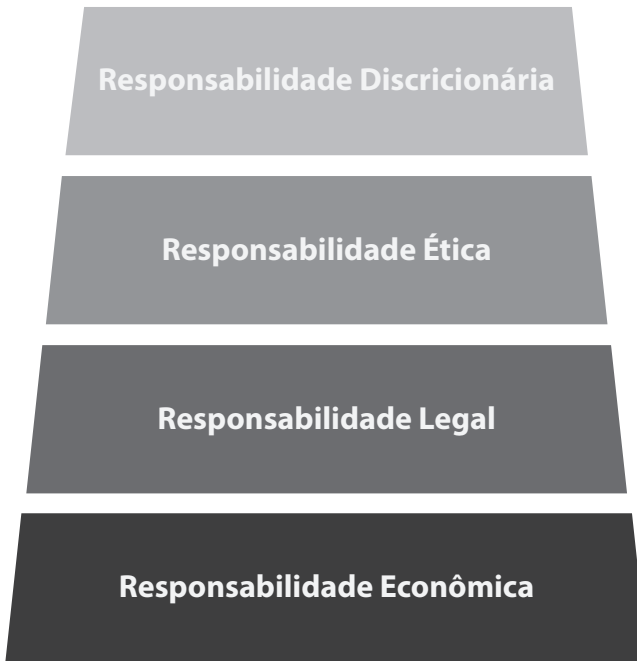 Responsabilidade Discricionária
Responsabilidade Ética
Responsabilidade Legal
Responsabilidade Econômica